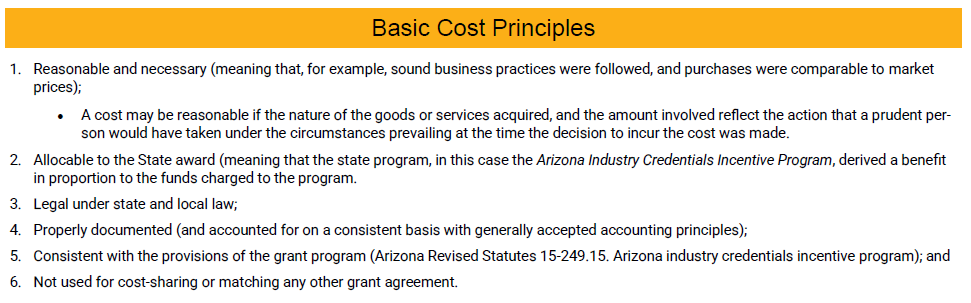 Basic Cost Principles
1. Reasonable and necessary (meaning that, for example, sound business practices were followed, and purchases were comparable to market
prices);
• A cost may be reasonable if the nature of the goods or services acquired, and the amount involved reflect the action that a prudent per-
son would have taken under the circumstances prevailing at the time the decision to incur the cost was made.
2. Allocable to the State award (meaning that the state program, in this case the Arizona Industry Credentials Incentive Program, derived a benefit
in proportion to the funds charged to the program.
3. Legal under state and local law;
4. Properly documented (and accounted for on a consistent basis with generally accepted accounting principles);
5. Consistent with the provisions of the grant program (Arizona Revised Statutes 15-249.15. Arizona industry credentials incentive program); and
6. Not used for cost-sharing or matching any other grant agreement.